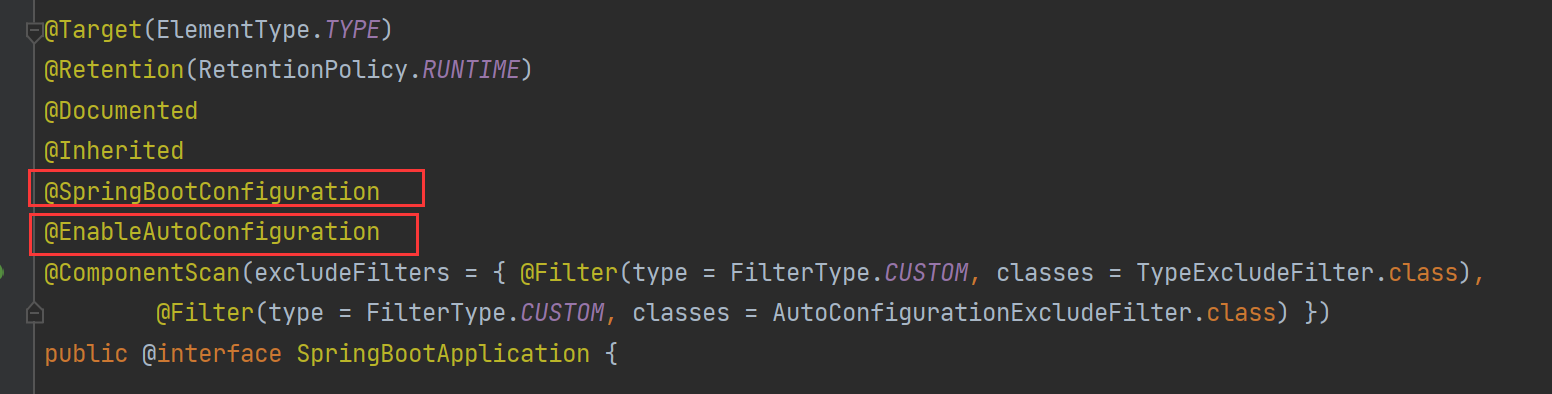 @Target(ElementType.TYPE)
@Retention(RetentionPolicy.RUNTIME)
@Documented
@Inherited
@SpringBootConfiguration
@EnableAutoConfiguration
@ComponentScan(excludeFilters = { @Filter(type = FilterType.CUSTOM, classes = TypeExcludeFilter.class),
        @Filter(type = FilterType.CUSTOM, classes = AutoConfigurationExcludeFilter.class) })
public @interface SpringBootApplication {